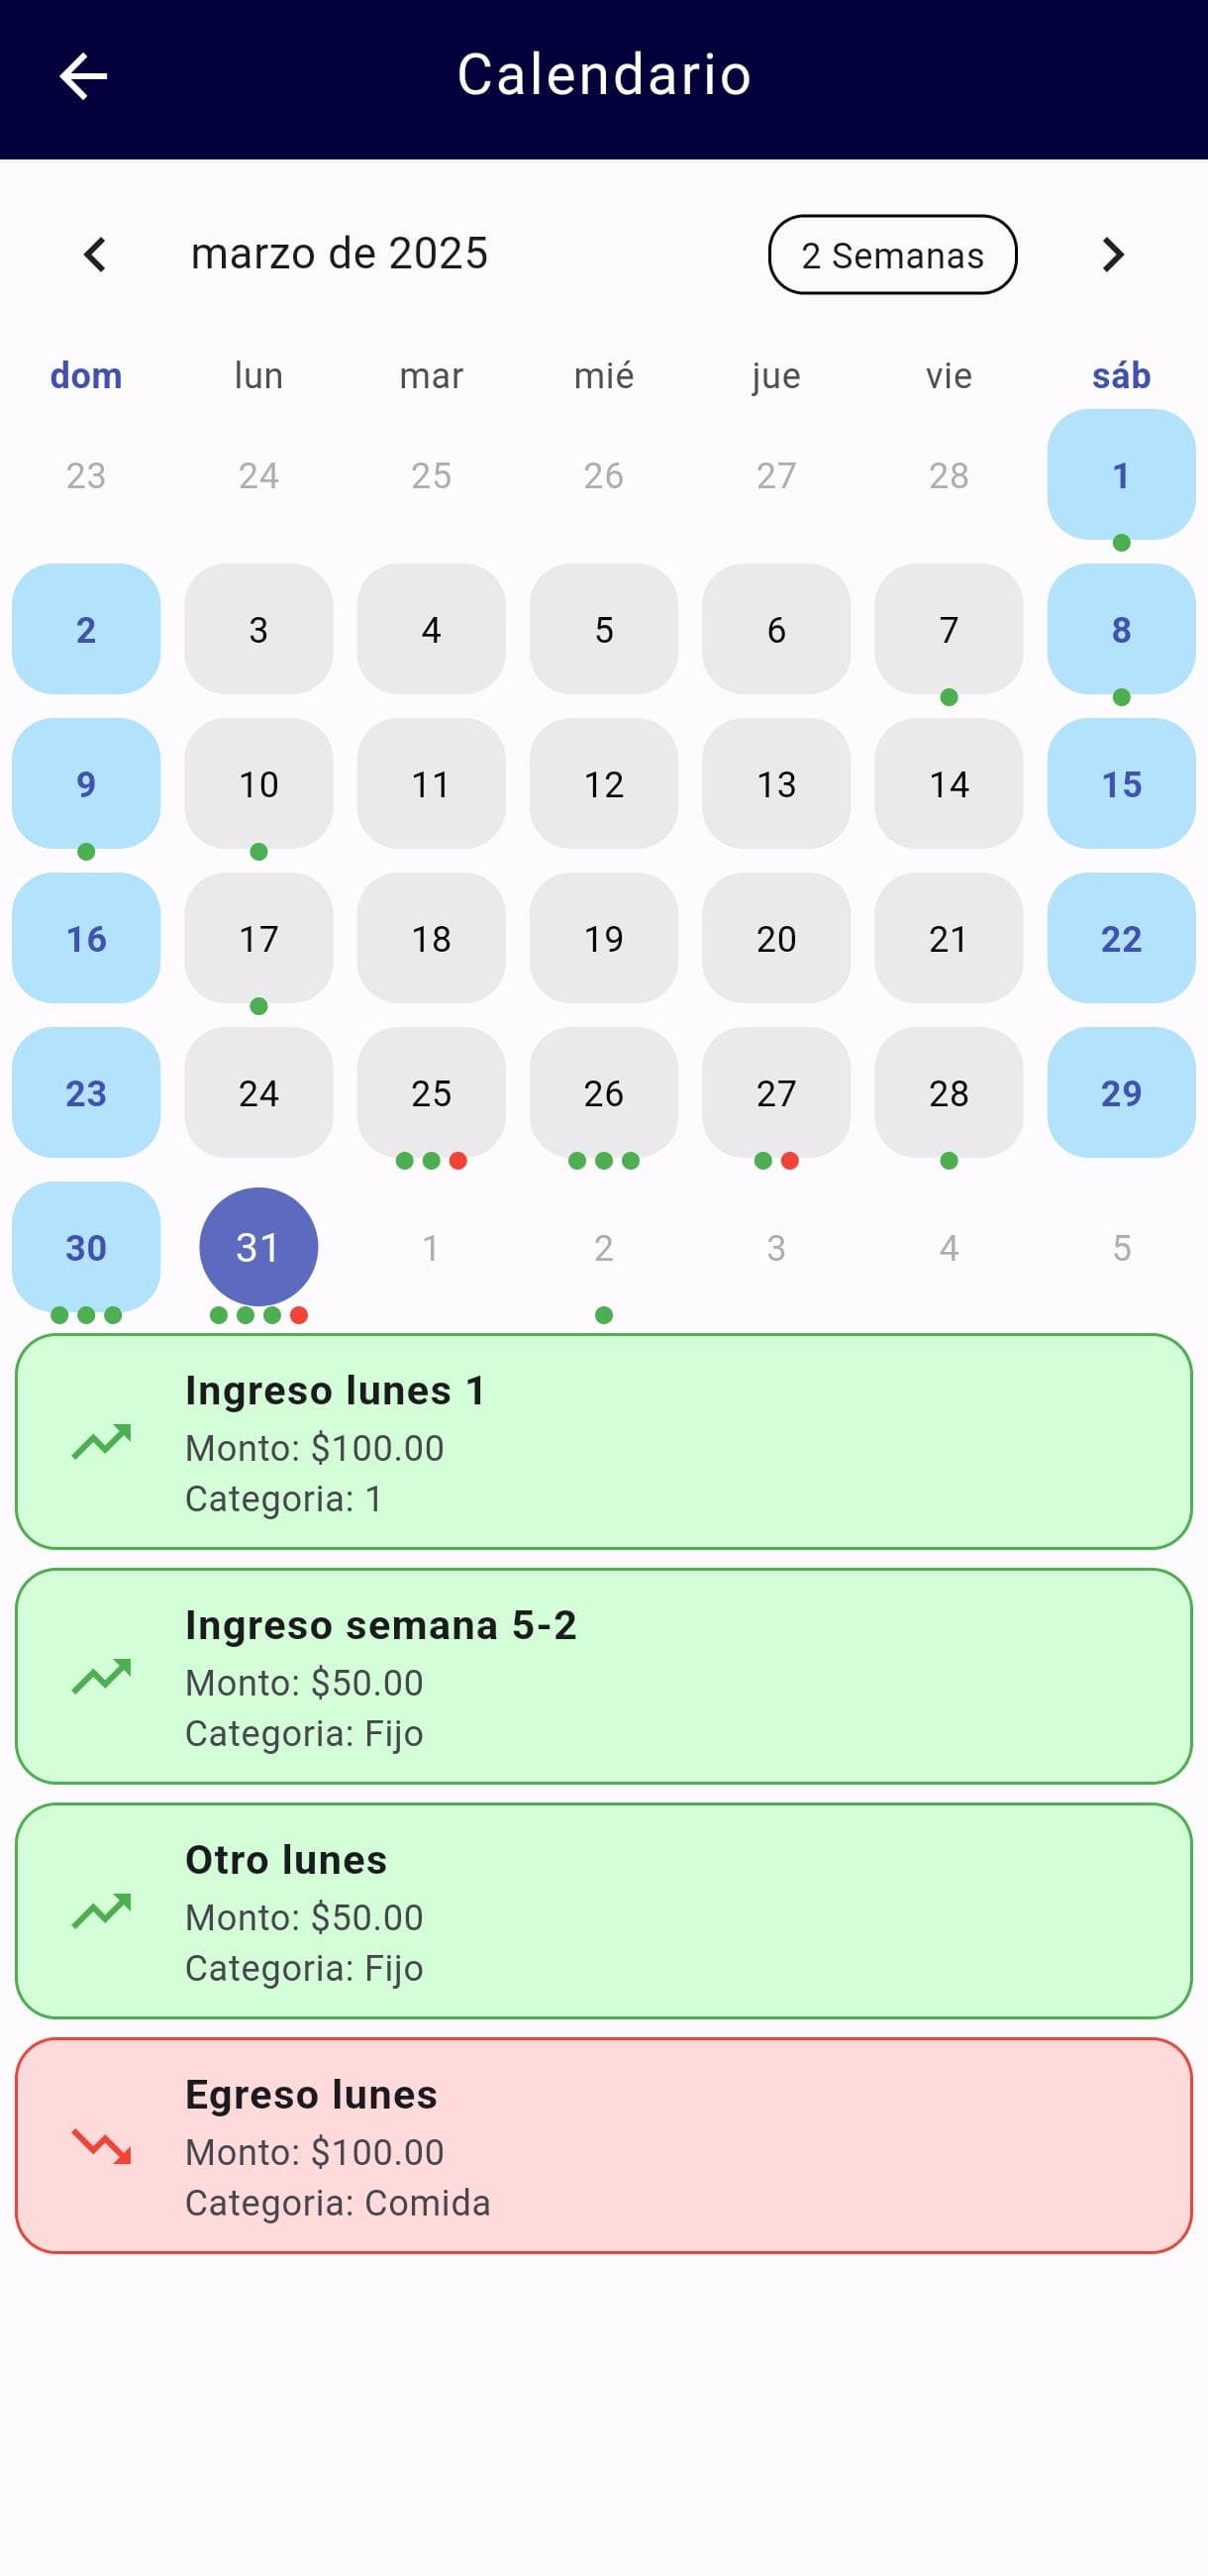 Calendario
marzo de 2025 2 Semanas
dom lun mar mié jue vie sáb
23 24 25 26 27 28 1
2 3 4 5 6 7 8
9 10 11 12 13 14 15
16 17 18 19 20 21 22
23 24 25 26 27 28 29
30 31 1 2 3 4 5
Ingreso lunes 1
Monto: $100.00
Categoria: 1
Ingreso semana 5-2
Monto: $50.00
Categoria: Fijo
Otro lunes
Monto: $50.00
Categoria: Fijo
Egreso lunes
Monto: $100.00
Categoria: Comida